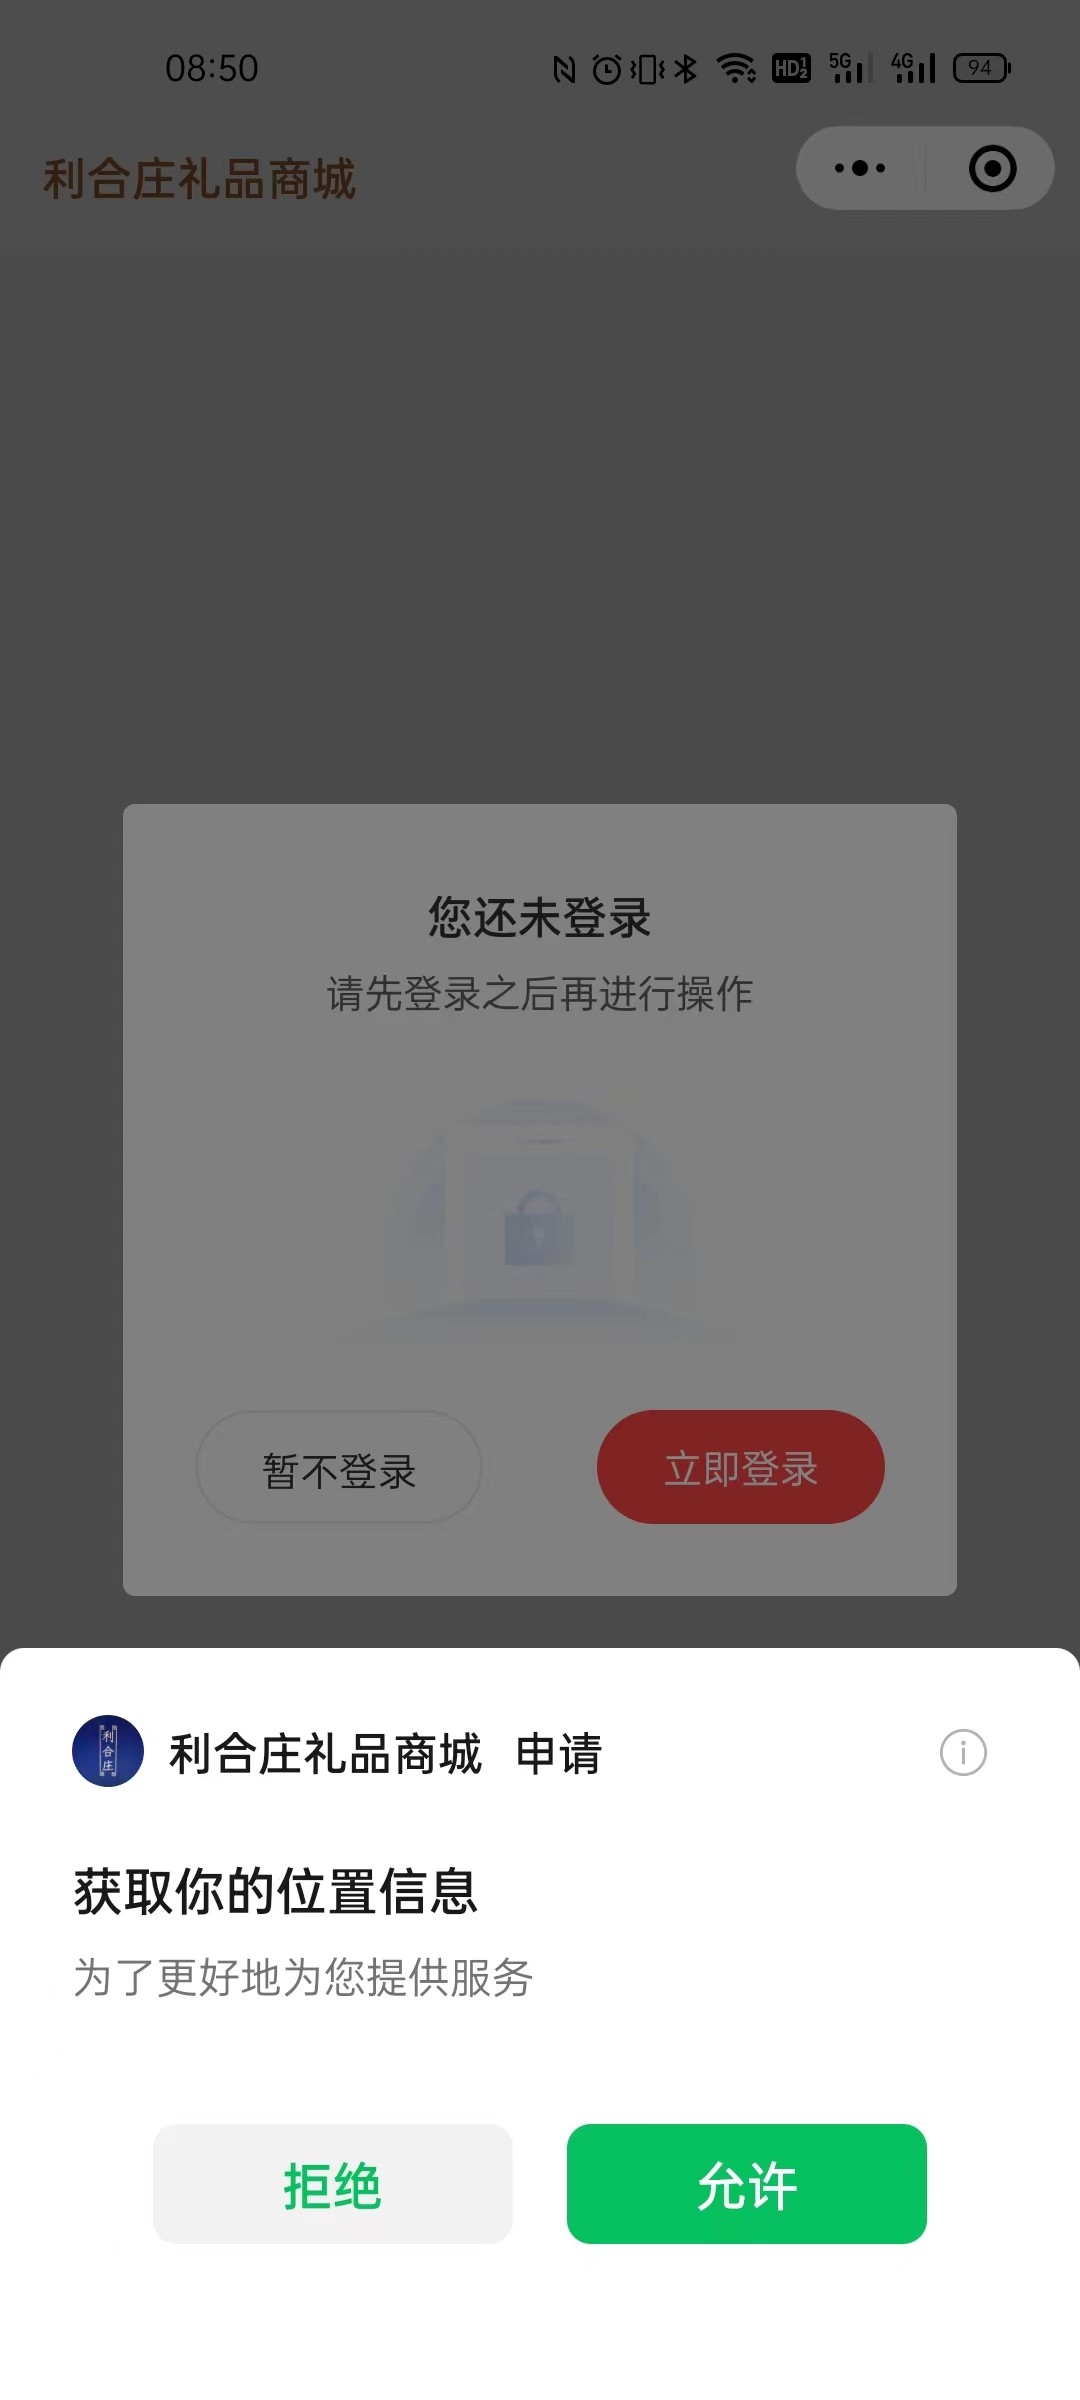 08:50
HD 1 2
5G
4G
94
利合庄礼品商城
您还未登录
请先登录之后再进行操作
暂不登录
立即登录
利合庄
利合庄礼品商城 申请
获取你的位置信息
为了更好地为您提供服务
拒绝
允许